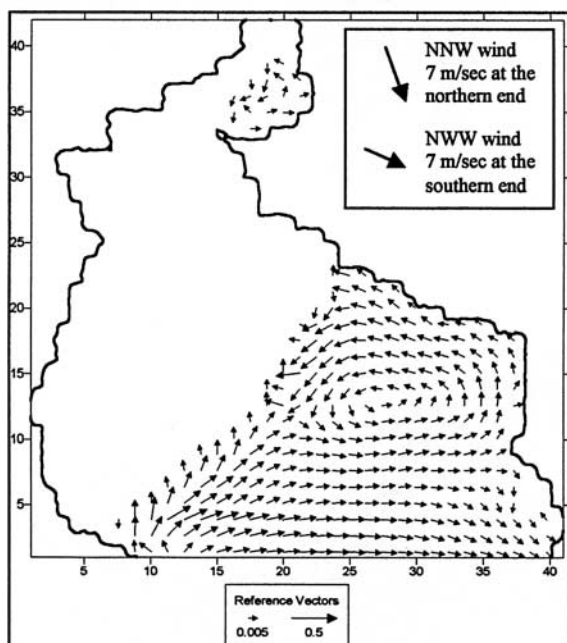 NNW wind
7 m/sec at the
northern end
NWW wind
7 m/sec at the
southern end
40
35
30
25
20
15
10
5
5 10 15 20 25 30 35 40
Reference Vectors
0.005 0.5